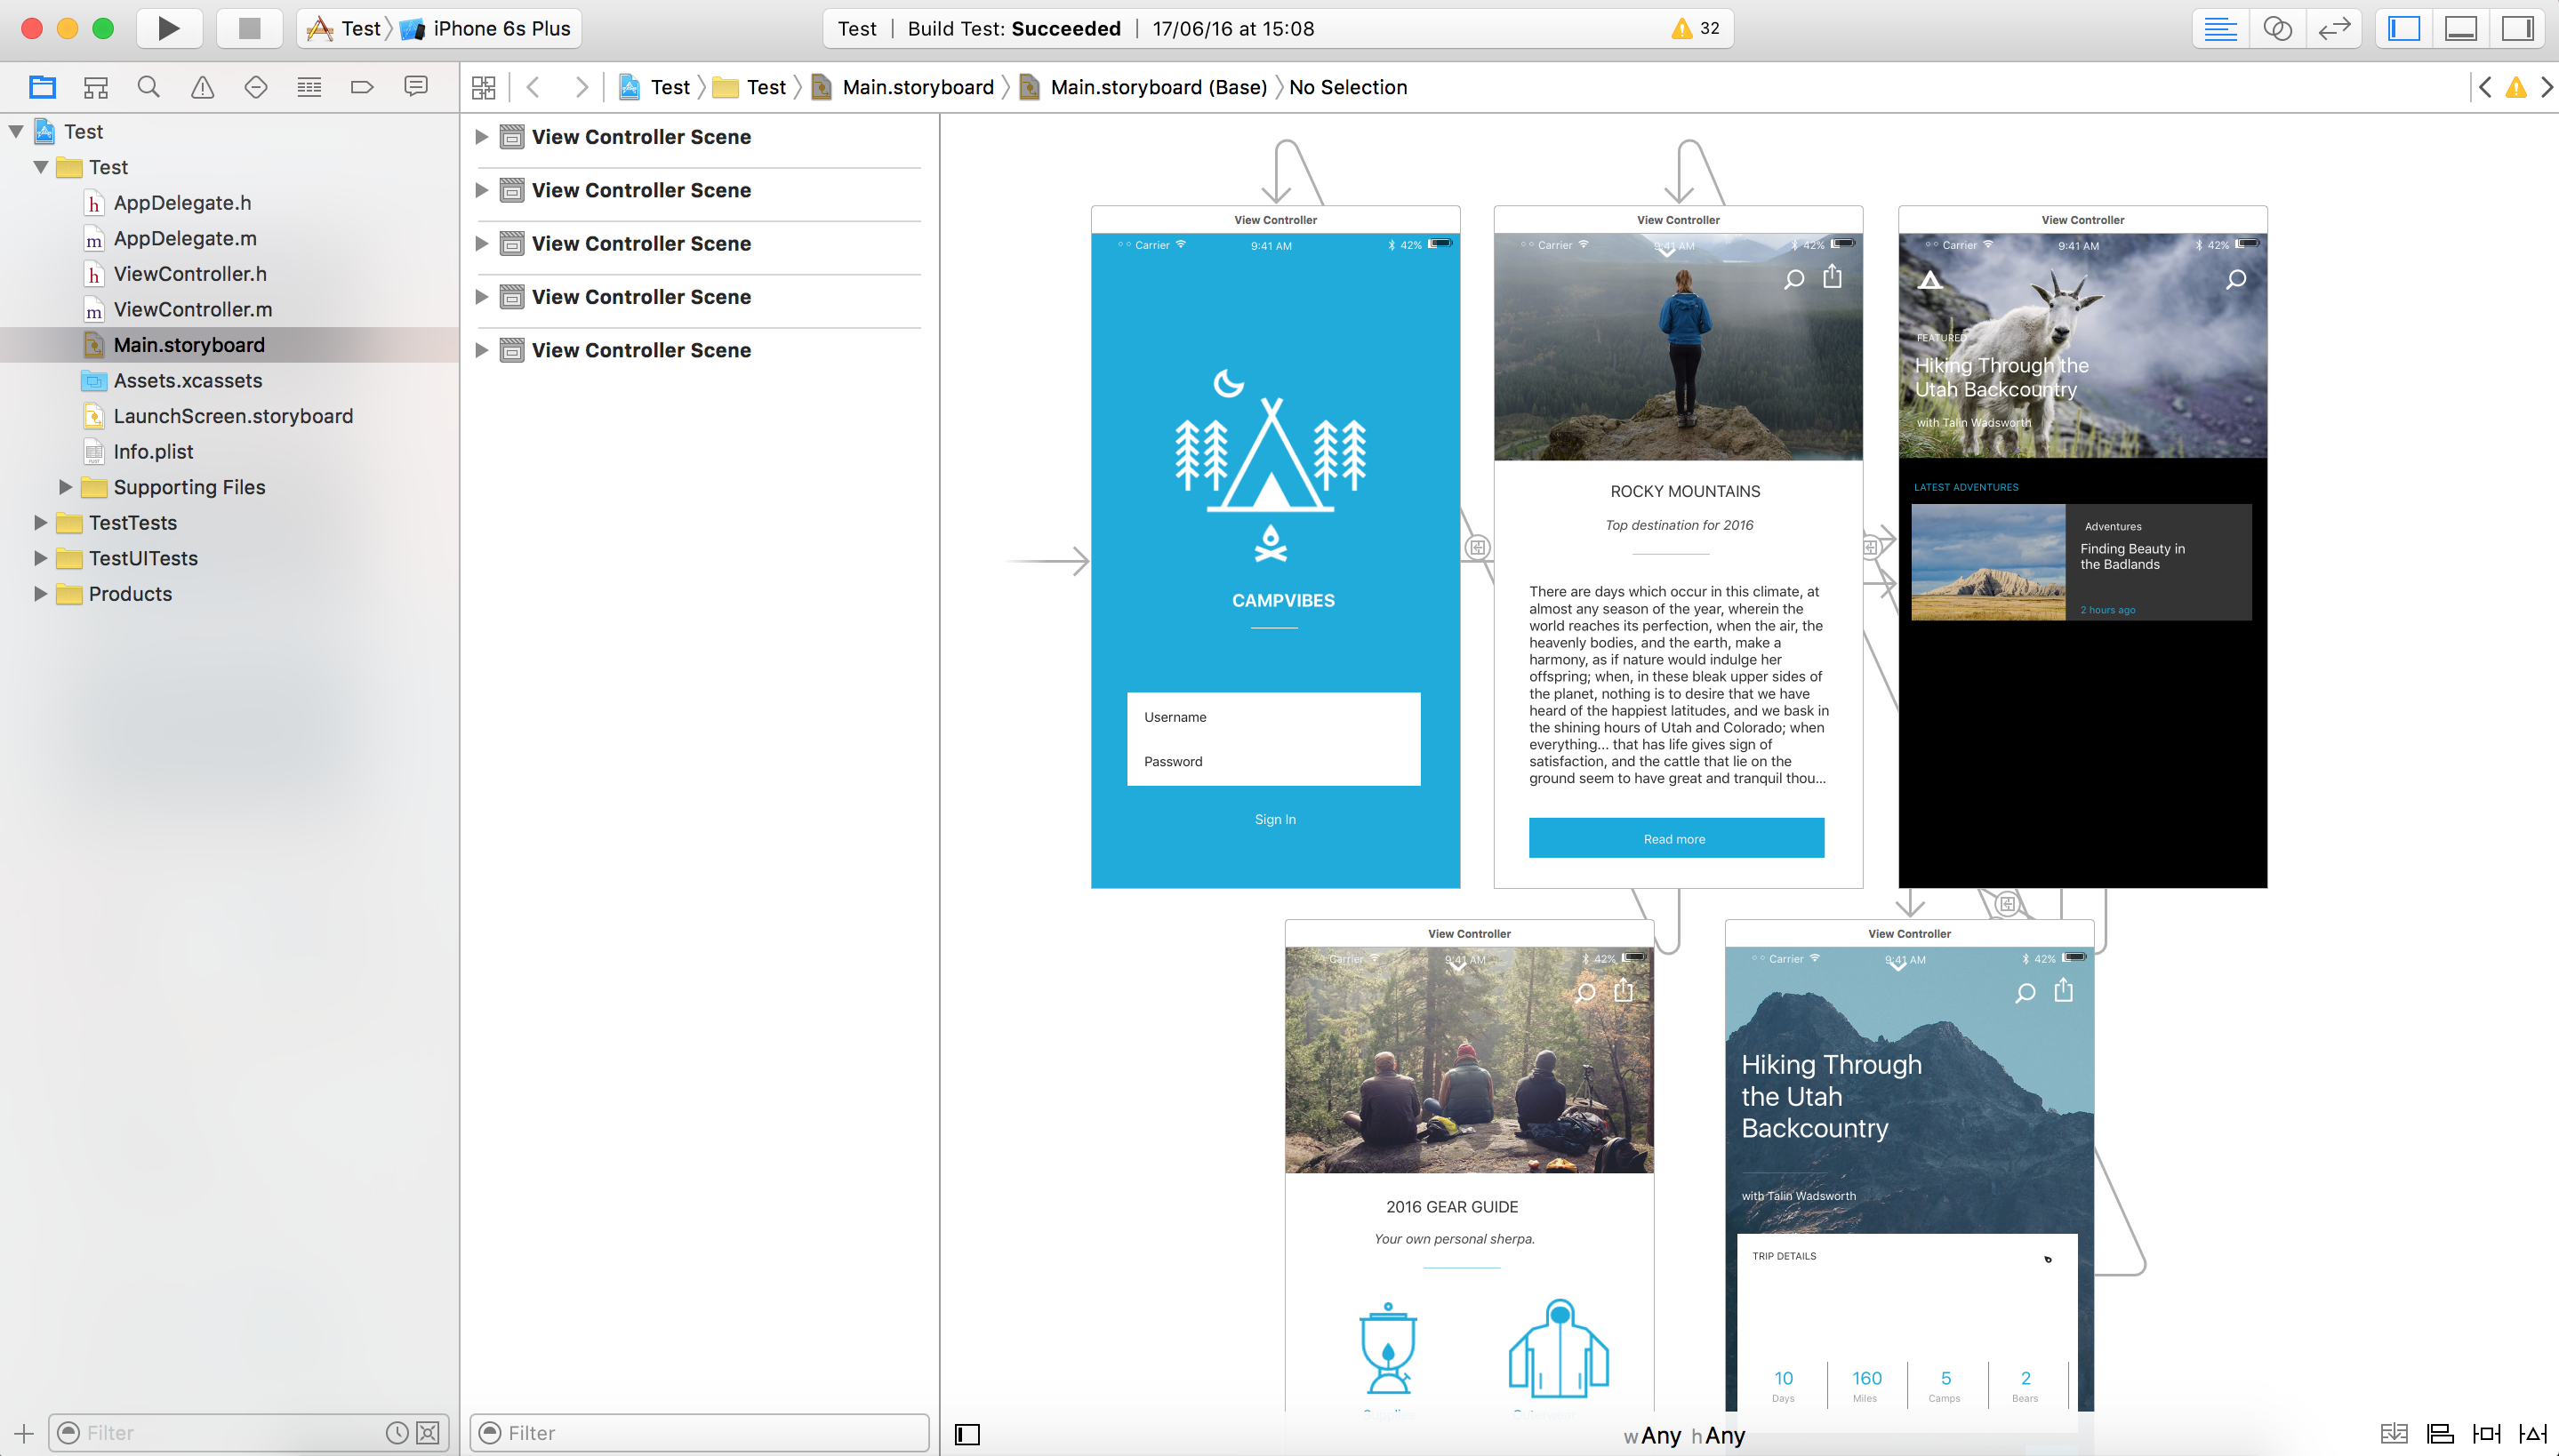 Test
iPhone 6s Plus
Test | Build Test: Succeeded | 17/06/16 at 15:08
32
Test
Test
Main.storyboard
Main.storyboard (Base)
No Selection
Test
Test
AppDelegate.h
AppDelegate.m
ViewController.h
ViewController.m
Main.storyboard
Assets.xcassets
LaunchScreen.storyboard
Info.plist
Supporting Files
TestTests
TestUITests
Products
Filter
View Controller Scene
View Controller Scene
View Controller Scene
View Controller Scene
View Controller Scene
Filter
View Controller
Carrier 9:41 AM 42%
CAMPVIBES
Username
Password
Sign In
View Controller
Carrier 9:41 AM 42%
ROCKY MOUNTAINS
Top destination for 2016
There are days which occur in this climate, at
almost any season of the year, wherein the
world reaches its perfection, when the air, the
heavenly bodies, and the earth, make a
harmony, as if nature would indulge her
offspring; when, in these bleak upper sides of
the planet, nothing is to desire that we have
heard of the happiest latitudes, and we bask in
the shining hours of Utah and Colorado; when
everything... that has life gives sign of
satisfaction, and the cattle that lie on the
ground seem to have great and tranquil thou...
Read more
View Controller
Carrier 9:41 AM 42%
FEATURED
Hiking Through the
Utah Backcountry
with Talin Wadsworth
LATEST ADVENTURES
Adventures
Finding Beauty in
the Badlands
2 hours ago
View Controller
Carrier 9:41 AM 42%
2016 GEAR GUIDE
Your own personal sherpa.
View Controller
Carrier 9:41 AM 42%
Hiking Through
the Utah
Backcountry
with Talin Wadsworth
TRIP DETAILS
10 160 5 2
Days Miles Camps Bears
wAny hAny